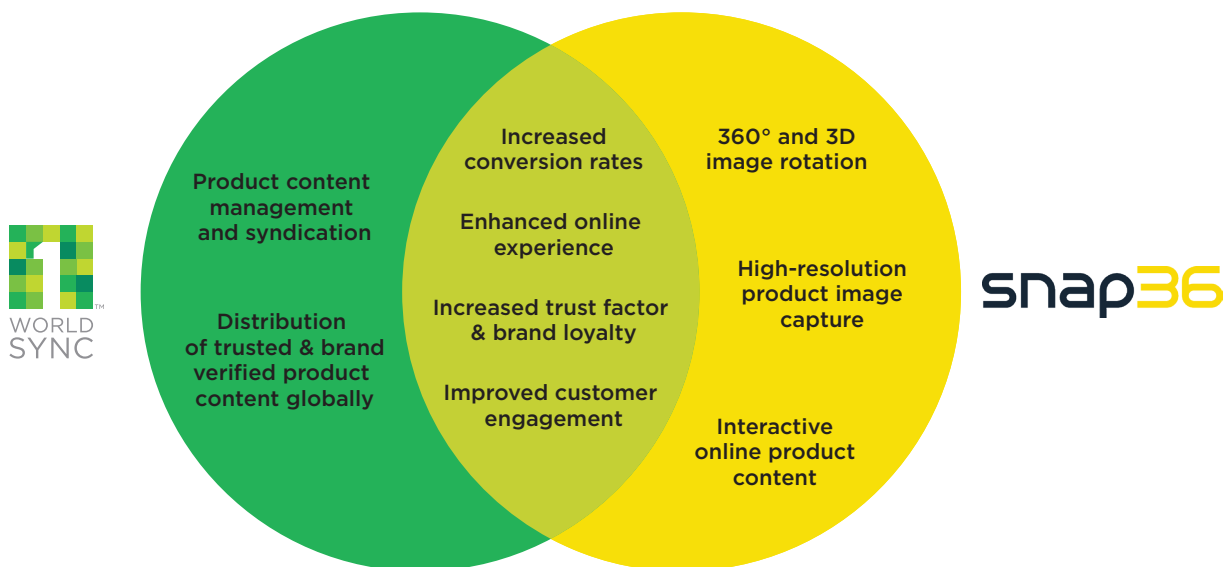 1
™
WORLD
SYNC
Product content
management
and syndication
Distribution
of trusted & brand
verified product
content globally
Increased
conversion rates
Enhanced online
experience
Increased trust factor
& brand loyalty
Improved customer
engagement
360° and 3D
image rotation
High-resolution
product image
capture
Interactive
online product
content
snap36